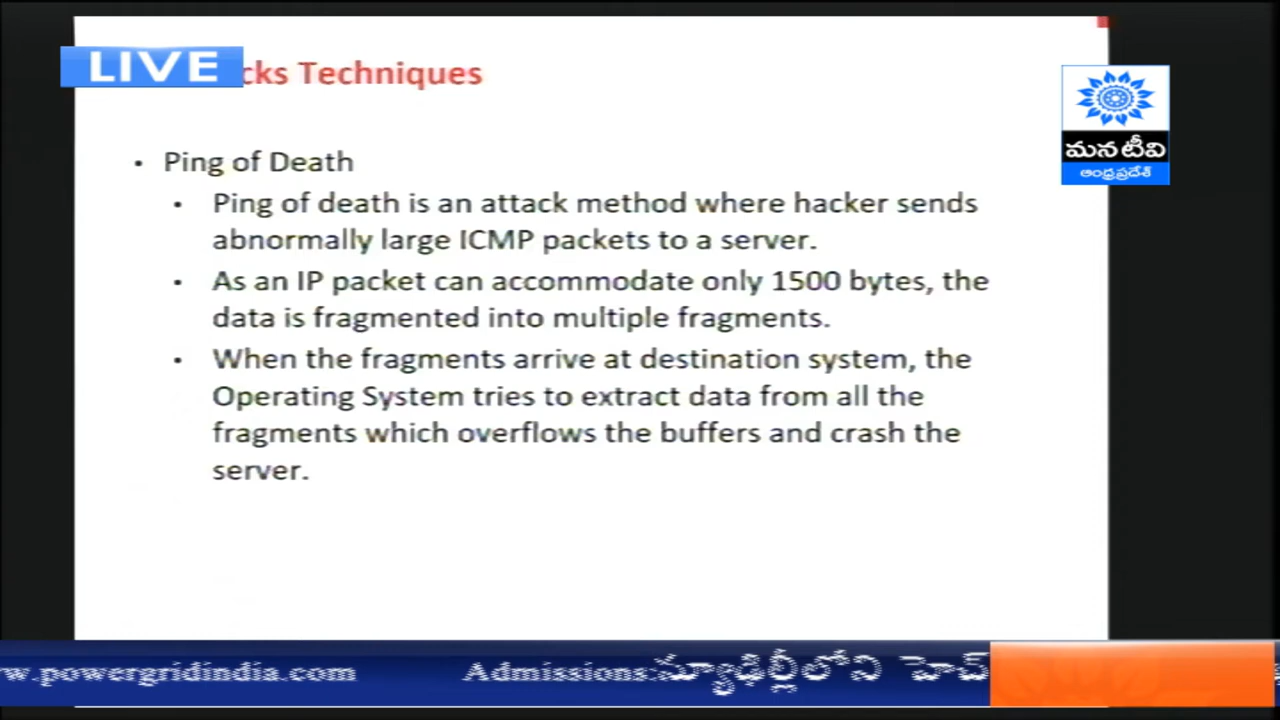 LIVE
cks Techniques
మన టీవి
ఆంధ్రప్రదేశ్
• Ping of Death
• Ping of death is an attack method where hacker sends
abnormally large ICMP packets to a server.
• As an IP packet can accommodate only 1500 bytes, the
data is fragmented into multiple fragments.
• When the fragments arrive at destination system, the
Operating System tries to extract data from all the
fragments which overflows the buffers and crash the
server.
w.powergridindia.com Admissions:న్యూఢిల్లీలోని హెడ్